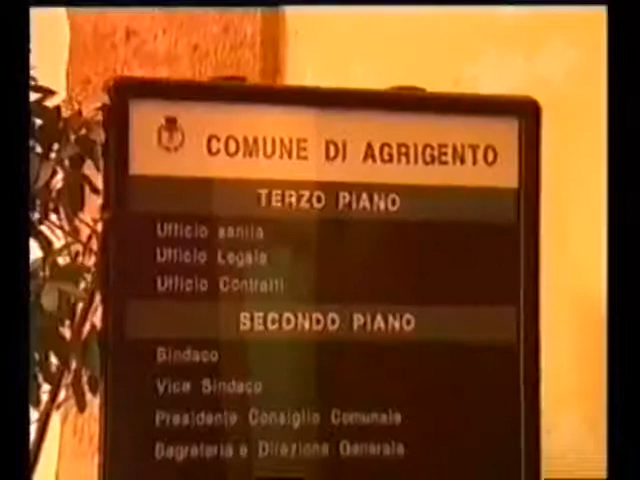 COMUNE DI AGRIGENTO
TERZO PIANO
Ufficio sanità
Ufficio Legale
Ufficio Contratti
SECONDO PIANO
Sindaco
Vice Sindaco
Presidente Consiglio Comunale
Segreteria e Direzione Generale